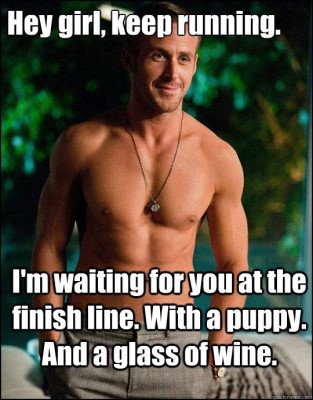 Hey girl, keep running.
I'm waiting for you at the
finish line. With a puppy.
And a glass of wine.